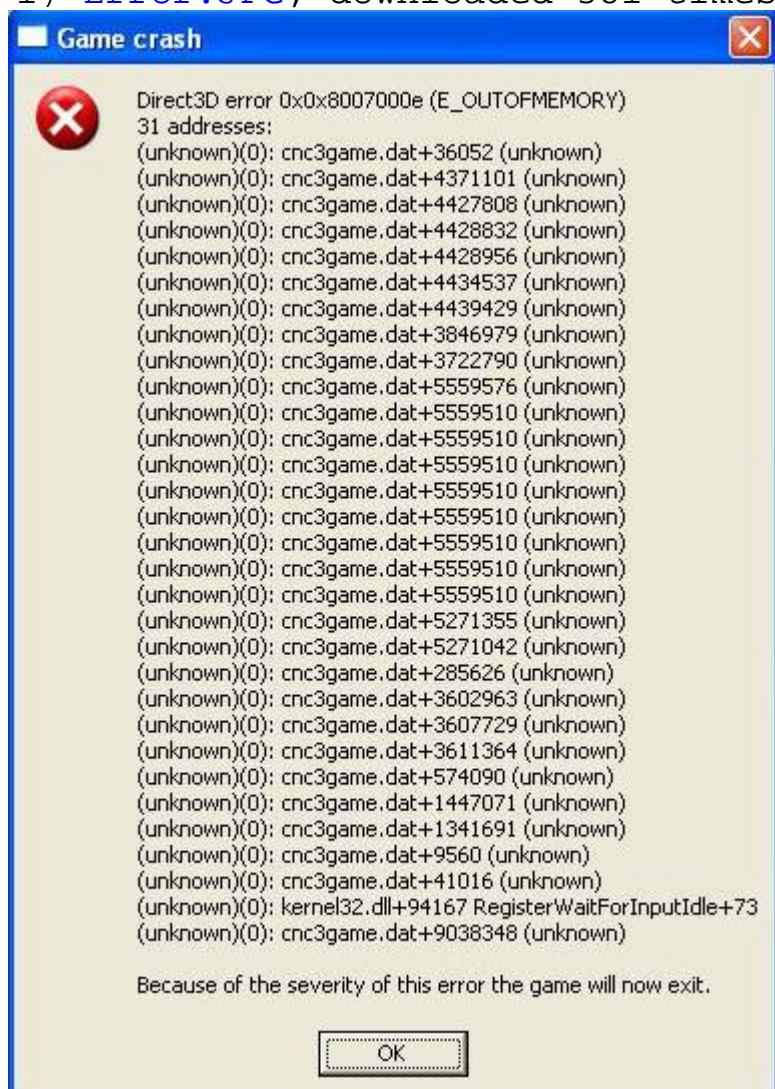 1) Error.JPG, downloaded 561 times
Game crash
Direct3D error 0x0x8007000e (E_OUTOFMEMORY)
31 addresses:
(unknown)(0): cnc3game.dat+36052 (unknown)
(unknown)(0): cnc3game.dat+4371101 (unknown)
(unknown)(0): cnc3game.dat+4427808 (unknown)
(unknown)(0): cnc3game.dat+4428832 (unknown)
(unknown)(0): cnc3game.dat+4428956 (unknown)
(unknown)(0): cnc3game.dat+4434537 (unknown)
(unknown)(0): cnc3game.dat+4439429 (unknown)
(unknown)(0): cnc3game.dat+3846979 (unknown)
(unknown)(0): cnc3game.dat+3722790 (unknown)
(unknown)(0): cnc3game.dat+5559576 (unknown)
(unknown)(0): cnc3game.dat+5559510 (unknown)
(unknown)(0): cnc3game.dat+5559510 (unknown)
(unknown)(0): cnc3game.dat+5559510 (unknown)
(unknown)(0): cnc3game.dat+5559510 (unknown)
(unknown)(0): cnc3game.dat+5559510 (unknown)
(unknown)(0): cnc3game.dat+5559510 (unknown)
(unknown)(0): cnc3game.dat+5559510 (unknown)
(unknown)(0): cnc3game.dat+5559510 (unknown)
(unknown)(0): cnc3game.dat+5271355 (unknown)
(unknown)(0): cnc3game.dat+5271042 (unknown)
(unknown)(0): cnc3game.dat+285626 (unknown)
(unknown)(0): cnc3game.dat+3602963 (unknown)
(unknown)(0): cnc3game.dat+3607729 (unknown)
(unknown)(0): cnc3game.dat+3611364 (unknown)
(unknown)(0): cnc3game.dat+574090 (unknown)
(unknown)(0): cnc3game.dat+1447071 (unknown)
(unknown)(0): cnc3game.dat+1341691 (unknown)
(unknown)(0): cnc3game.dat+9560 (unknown)
(unknown)(0): cnc3game.dat+41016 (unknown)
(unknown)(0): kernel32.dll+94167 RegisterWaitForInputIdle+73
(unknown)(0): cnc3game.dat+9038348 (unknown)
Because of the severity of this error the game will now exit.
OK